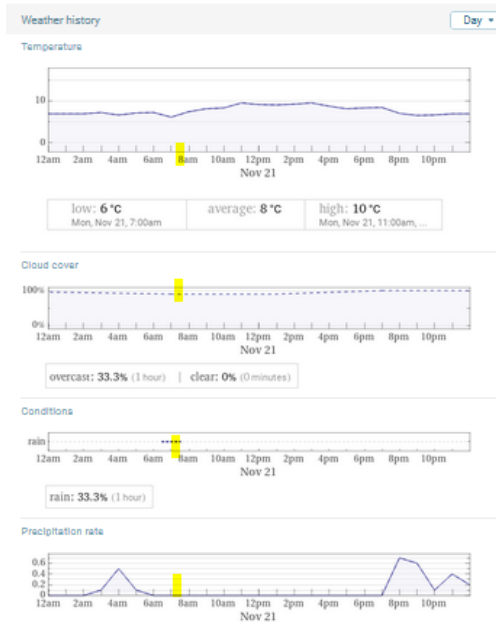 Weather history
Day
Temperature
10
0
12am 2am 4am 6am 8am 10am 12pm 2pm 4pm 6pm 8pm 10pm
Nov 21
low: 6 °C average: 8 °C high: 10 °C
Mon, Nov 21, 7:00am Mon, Nov 21, 11:00am, ...
Cloud cover
100%
0%
12am 2am 4am 6am 8am 10am 12pm 2pm 4pm 6pm 8pm 10pm
Nov 21
overcast: 33.3% (1 hour) | clear: 0% (0 minutes)
Conditions
rain
12am 2am 4am 6am 8am 10am 12pm 2pm 4pm 6pm 8pm 10pm
Nov 21
rain: 33.3% (1 hour)
Precipitation rate
0.6
0.4
0.2
0
12am 2am 4am 6am 8am 10am 12pm 2pm 4pm 6pm 8pm 10pm
Nov 21